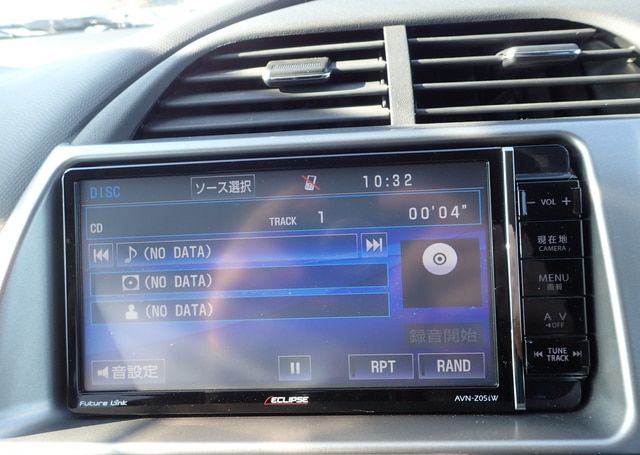 DISC ソース選択 10:32
CD TRACK 1 00'04"
(NO DATA)
(NO DATA)
(NO DATA)
録音開始
音設定 RPT RAND
Future Link ECLIPSE AVN-Z05iW
- VOL +
現在地
CAMERA
MENU
画質
A V
OFF
TUNE
TRACK